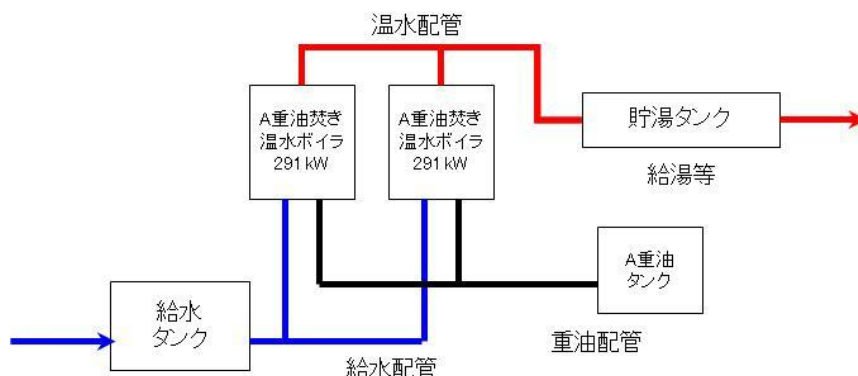 温水配管
A重油焚き
温水ボイラ
291 kW
A重油焚き
温水ボイラ
291 kW
貯湯タンク
給湯等
A重油
タンク
給水
タンク
重油配管
給水配管